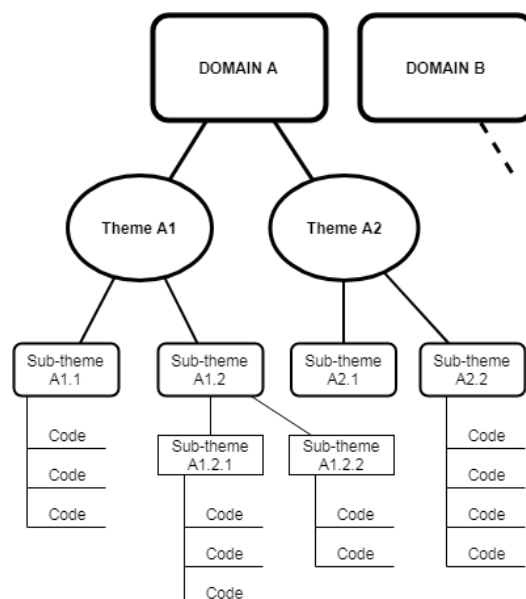 DOMAIN A
DOMAIN B
Theme A1
Theme A2
Sub-theme
A1.1
Sub-theme
A1.2
Sub-theme
A2.1
Sub-theme
A2.2
Code
Code
Code
Sub-theme
A1.2.1
Sub-theme
A1.2.2
Code
Code
Code
Code
Code
Code
Code
Code
Code